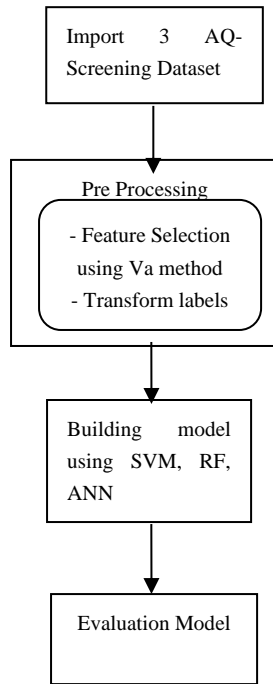 Import 3 AQ-
Screening Dataset
Pre Processing
- Feature Selection
using Va method
- Transform labels
Building model
using SVM, RF,
ANN
Evaluation Model